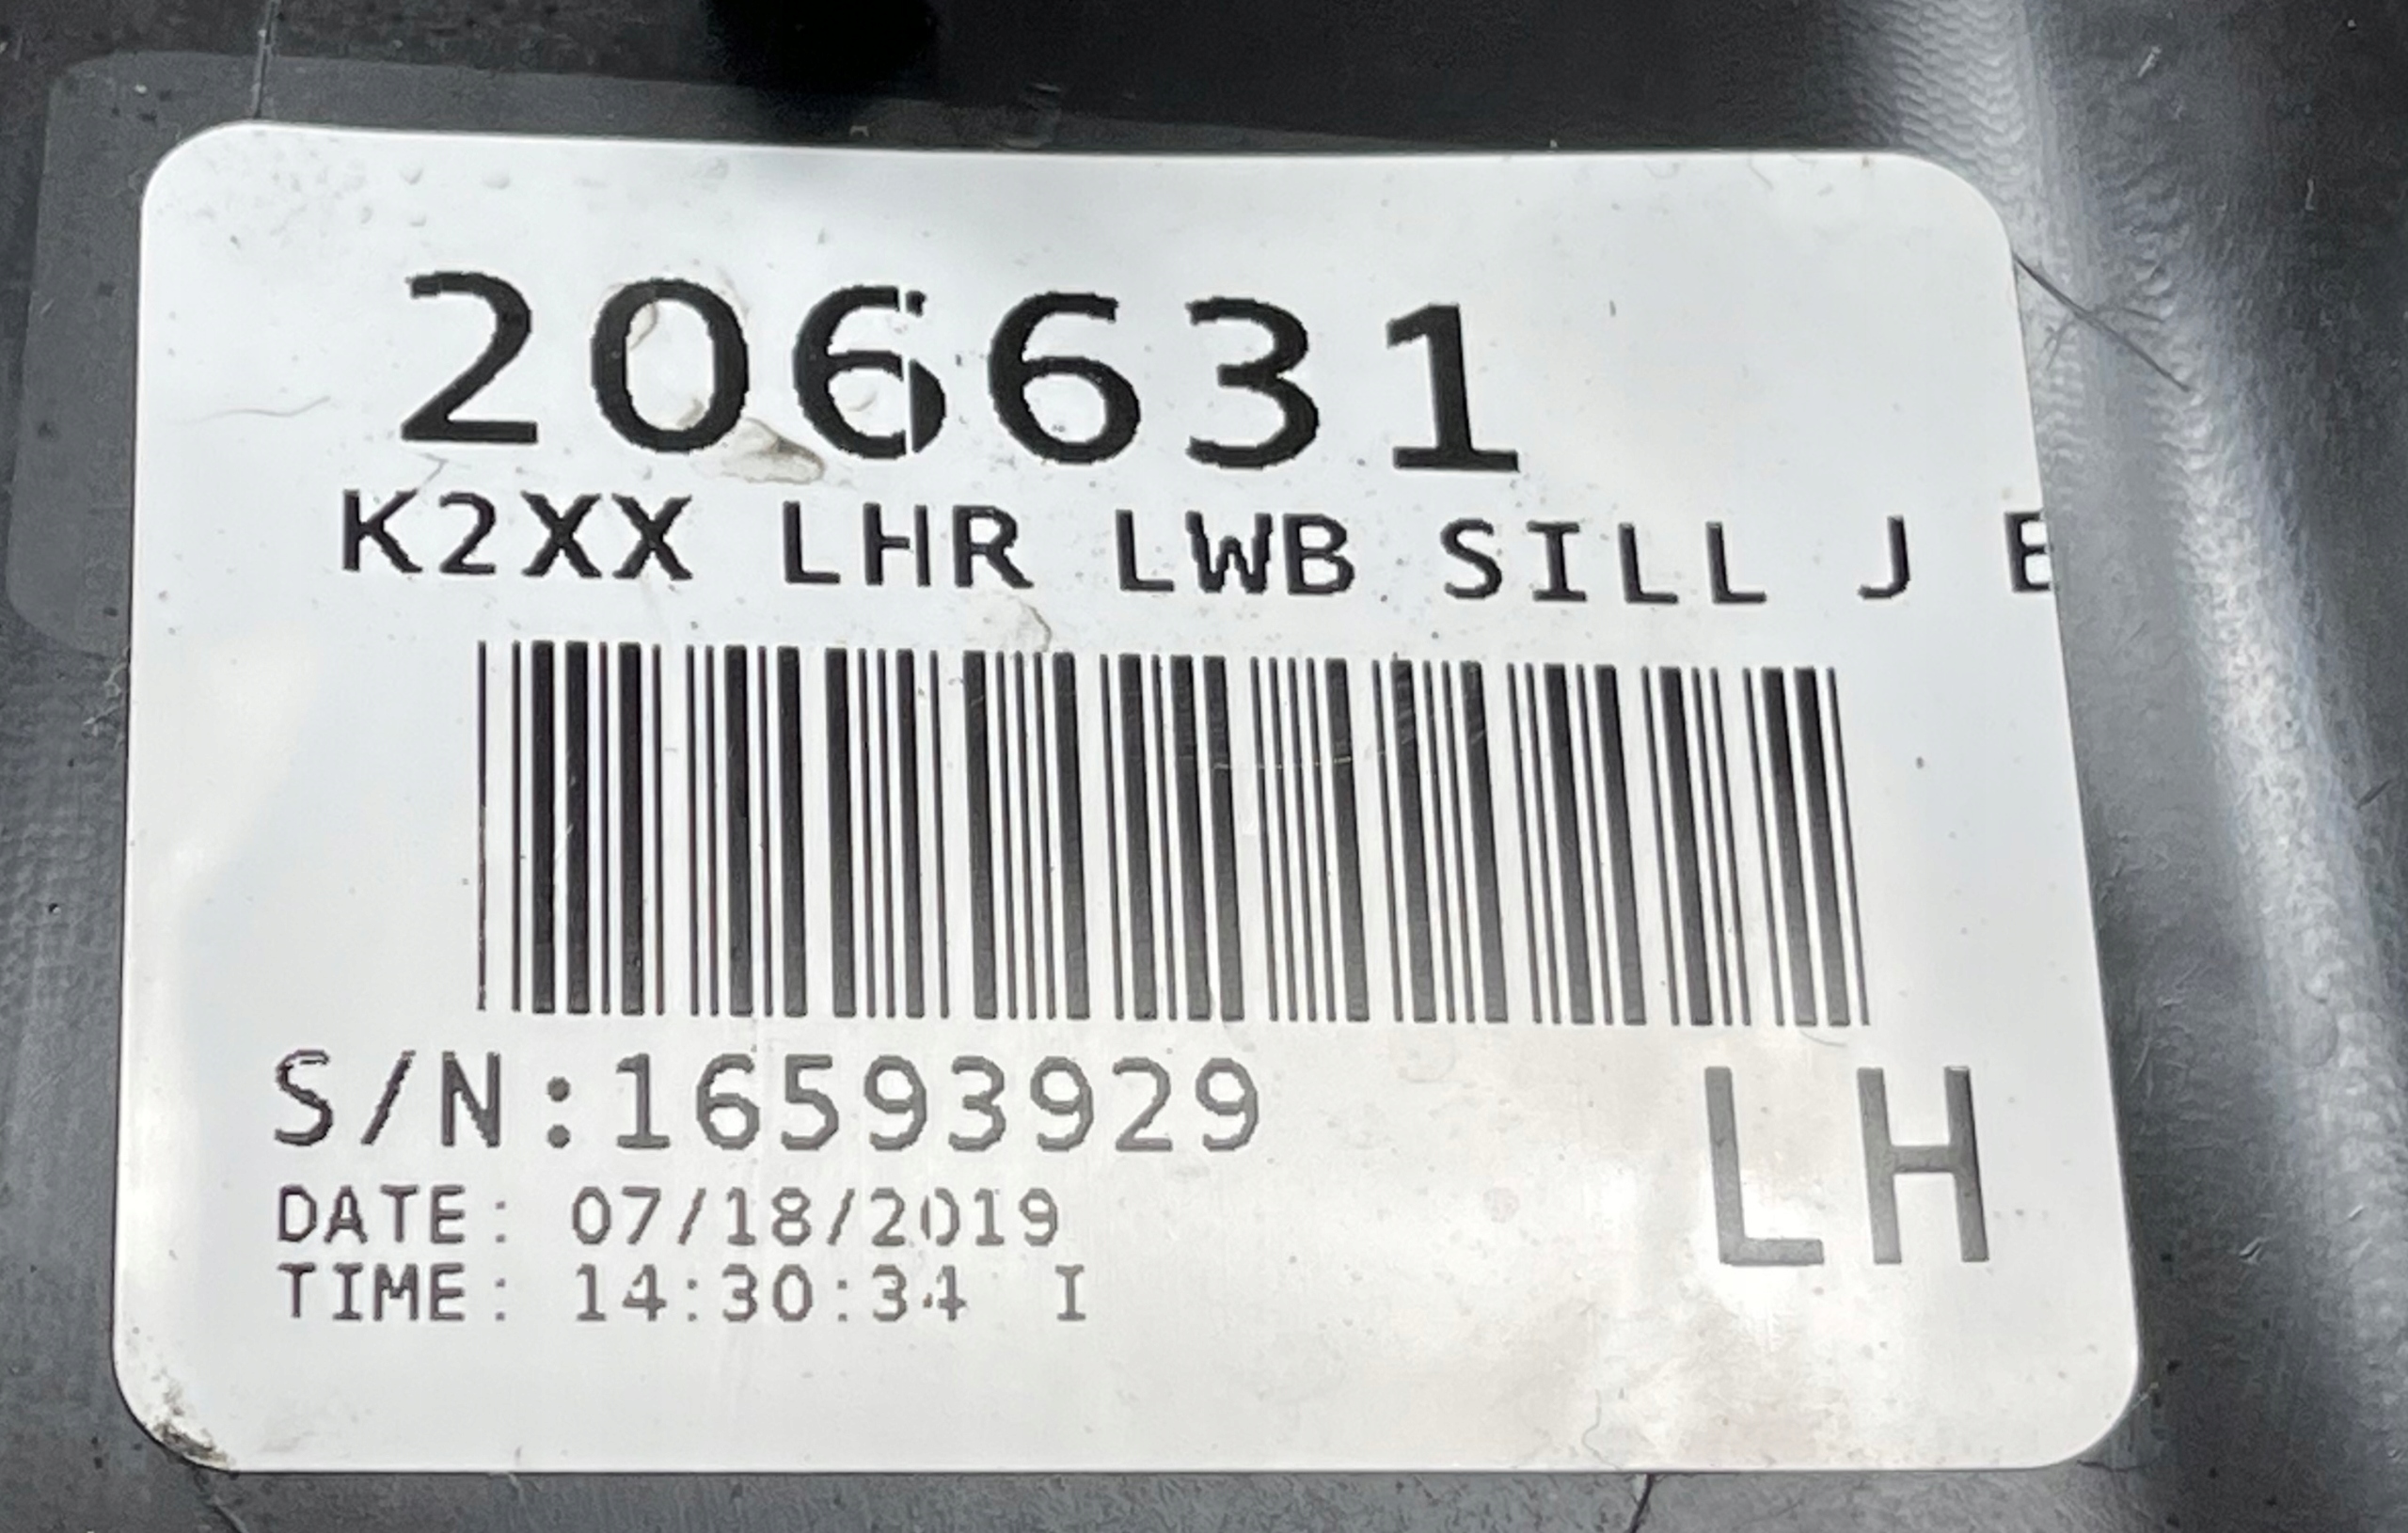 206631
K2XX LHR LWB SILL J
S/N:16593929
LH
DATE: 07/18/2019
TIME: 14:30:34 I